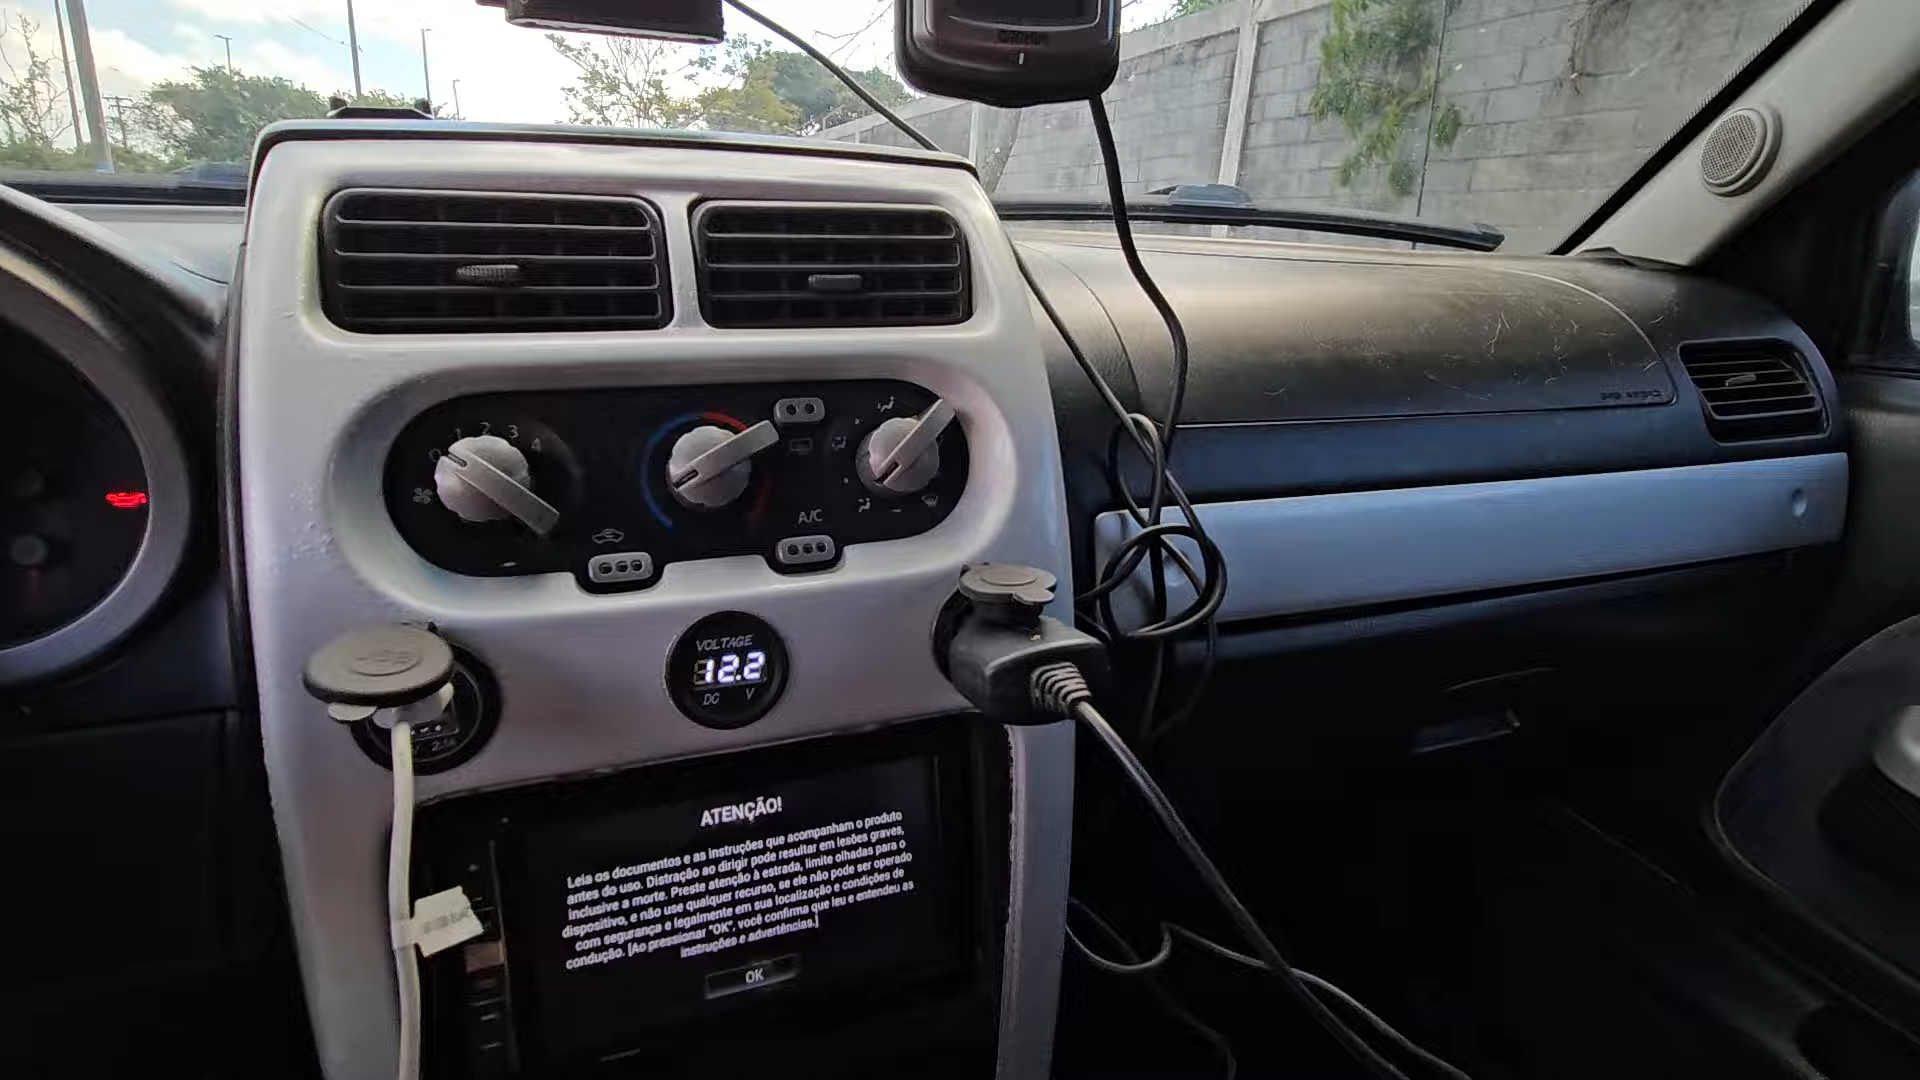 GARMIN
1 2 3 4
0
A/C
VOLTAGE
12.2
DC V
2.1A
ATENÇÃO!
Leia os documentos e as instruções que acompanham o produto
antes do uso. Distração ao dirigir pode resultar em lesões graves,
inclusive a morte. Preste atenção à estrada, limite olhadas para o
dispositivo, e não use qualquer recurso, se ele não pode ser operado
com segurança e legalmente em sua localização e condições de
condução. [Ao pressionar "OK", você confirma que leu e entendeu as
instruções e advertências.]
OK